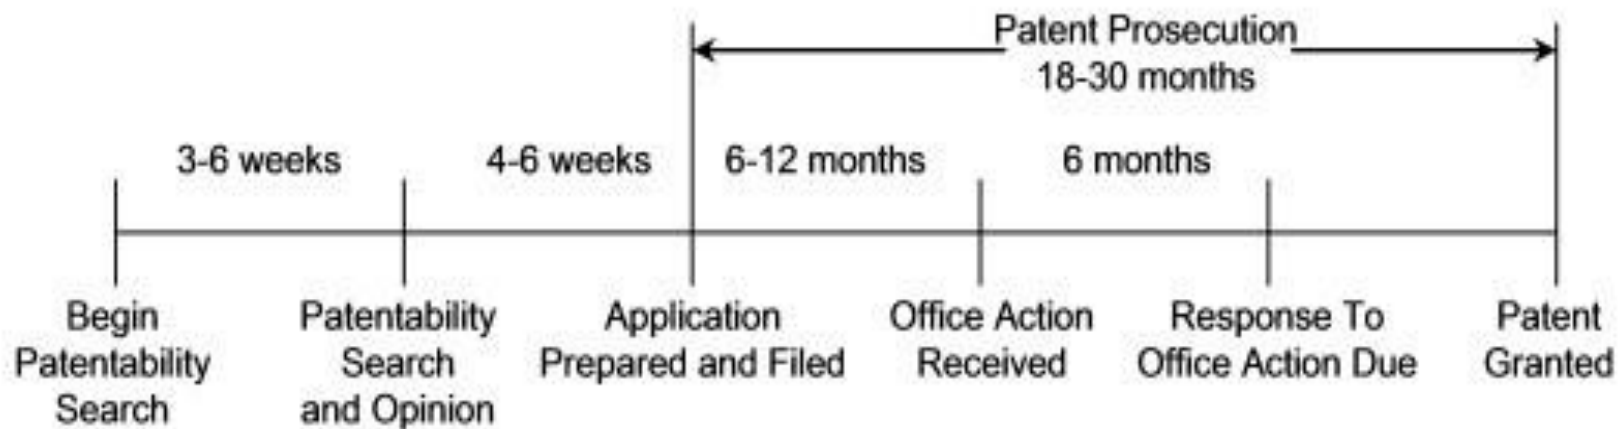 Patent Prosecution
18-30 months
3-6 weeks
4-6 weeks
6-12 months
6 months
Begin
Patentability
Search
Patentability
Search
and Opinion
Application
Prepared and Filed
Office Action
Received
Response To
Office Action Due
Patent
Granted